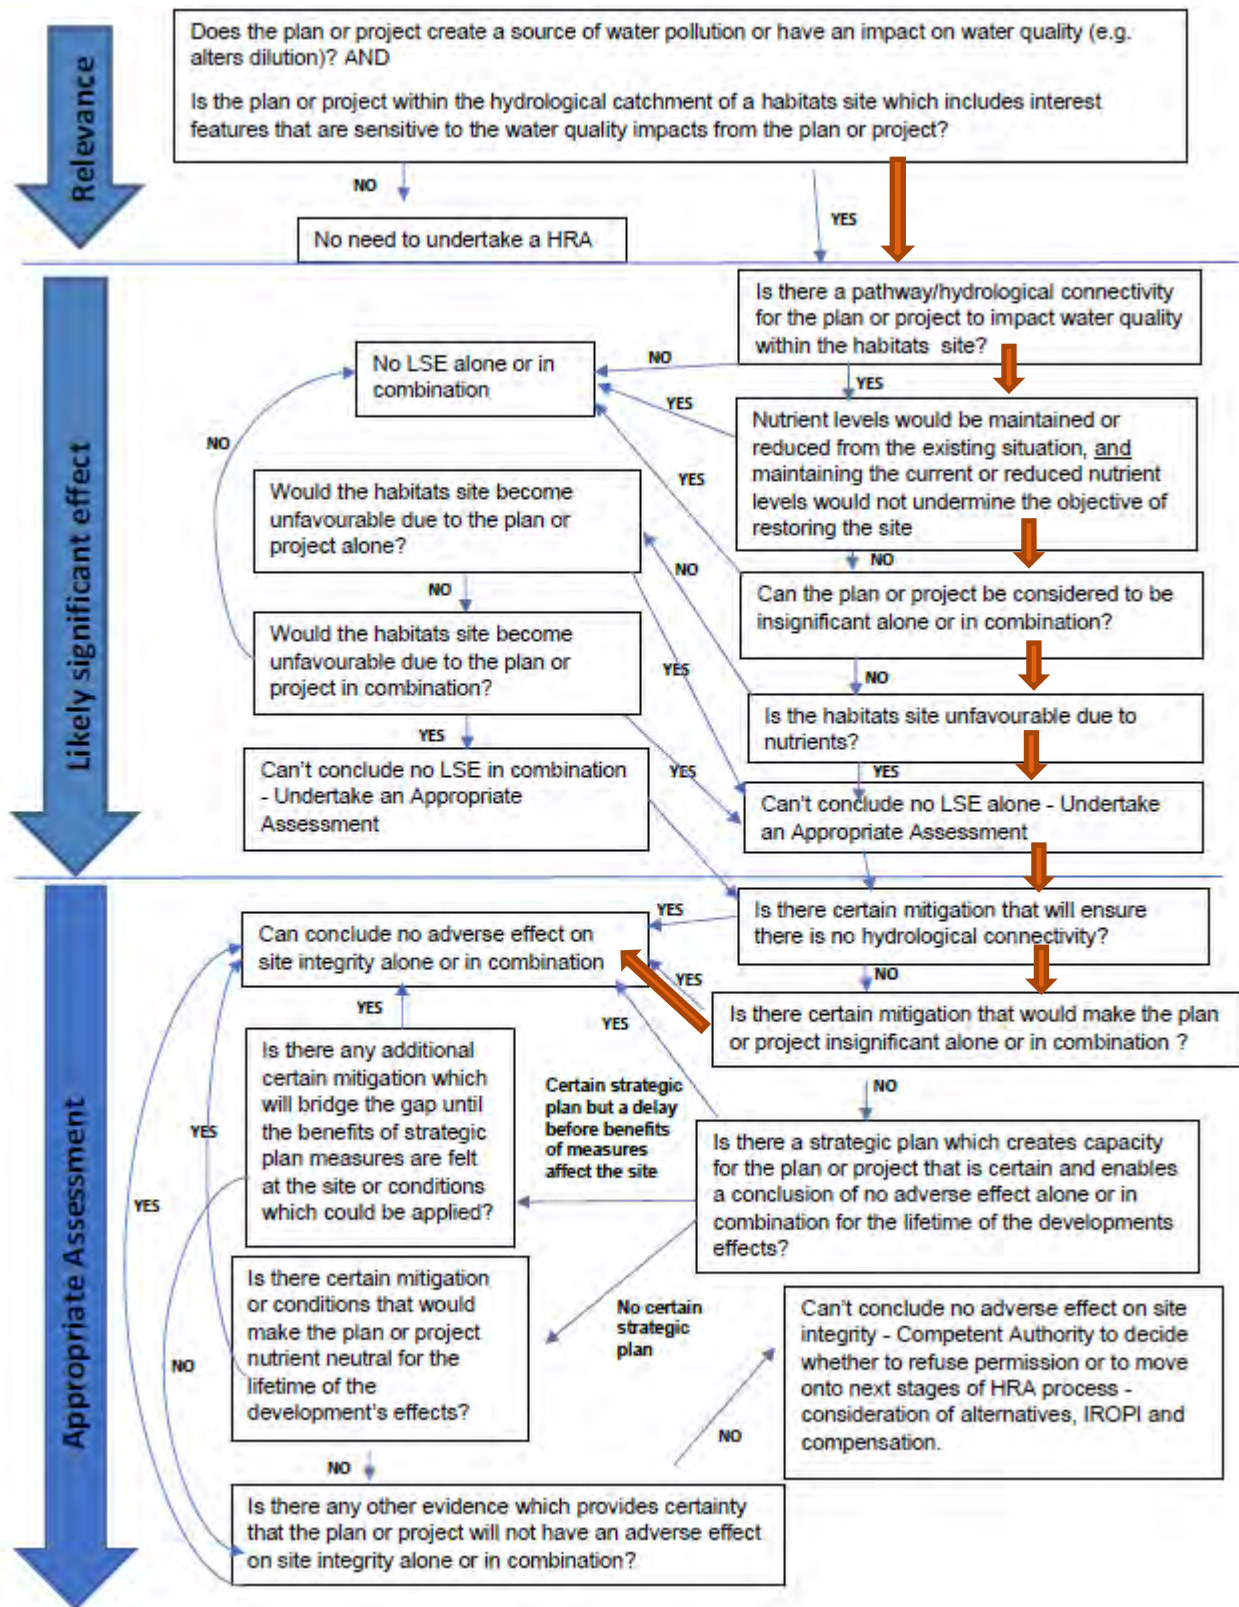 Relevance
Does the plan or project create a source of water pollution or have an impact on water quality (e.g.
alters dilution)? AND
Is the plan or project within the hydrological catchment of a habitats site which includes interest
features that are sensitive to the water quality impacts from the plan or project?
NO
YES
No need to undertake a HRA
Likely significant effect
Is there a pathway/hydrological connectivity
for the plan or project to impact water quality
within the habitats site?
NO
YES
No LSE alone or in
combination
YES
Nutrient levels would be maintained or
reduced from the existing situation, and
maintaining the current or reduced nutrient
levels would not undermine the objective of
restoring the site
NO
YES
Would the habitats site become
unfavourable due to the plan or
project alone?
NO
NO
NO
Can the plan or project be considered to be
insignificant alone or in combination?
Would the habitats site become
unfavourable due to the plan or
project in combination?
YES
NO
Is the habitats site unfavourable due to
nutrients?
YES
YES
YES
Can't conclude no LSE in combination
- Undertake an Appropriate
Assessment
Can't conclude no LSE alone - Undertake
an Appropriate Assessment
Appropriate Assessment
Is there certain mitigation that will ensure
there is no hydrological connectivity?
YES
NO
Can conclude no adverse effect on
site integrity alone or in combination
YES
Is there certain mitigation that would make the plan
or project insignificant alone or in combination ?
YES
YES
NO
Is there any additional
certain mitigation which
will bridge the gap until
the benefits of strategic
plan measures are felt
at the site or conditions
which could be applied?
Certain strategic
plan but a delay
before benefits
of measures
affect the site
Is there a strategic plan which creates capacity
for the plan or project that is certain and enables
a conclusion of no adverse effect alone or in
combination for the lifetime of the developments
effects?
YES
YES
Is there certain mitigation
or conditions that would
make the plan or project
nutrient neutral for the
lifetime of the
development's effects?
No certain
strategic
plan
NO
Can't conclude no adverse effect on site
integrity - Competent Authority to decide
whether to refuse permission or to move
onto next stages of HRA process -
consideration of alternatives, IROPI and
compensation.
NO
NO
Is there any other evidence which provides certainty
that the plan or project will not have an adverse effect
on site integrity alone or in combination?